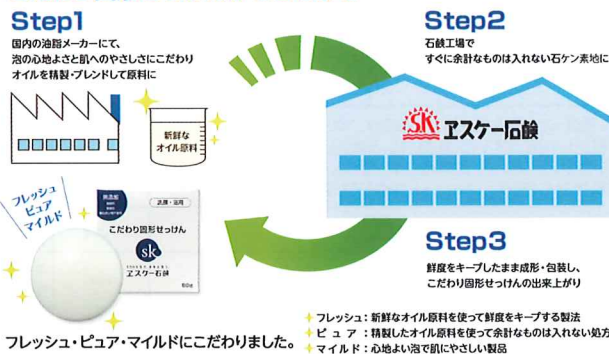 Step1
国内の油脂メーカーにて、
泡の心地よさと肌へのやさしさにこだわり
オイルを精製・ブレンドして原料に
新鮮な
オイル原料
Step2
石鹸工場で
すぐに余計なものは入れない石ケン素地に
SK ヱスケー石鹸
Step3
鮮度をキープしたまま成形・包装し、
こだわり固形せっけんの出来上がり
フレッシュ
ピュア
マイルド
無添加
洗顔・浴用
こだわり固形せっけん
sk
ヱスケー石鹸
60g
フレッシュ・ピュア・マイルドにこだわりました。
フレッシュ：新鮮なオイル原料を使って鮮度をキープする製法
ピュア：精製したオイル原料を使って余計なものは入れない処方
マイルド：心地よい泡で肌にやさしい製品